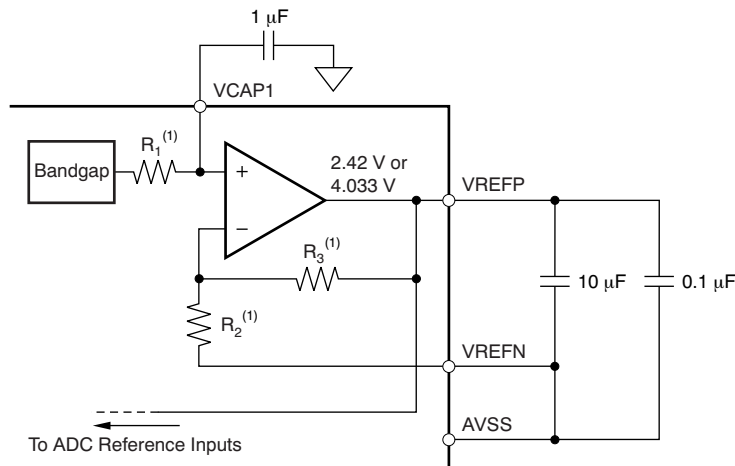 1 μF
VCAP1
Bandgap
R1(1)
+
2.42 V or
4.033 V
VREFP
−
R3(1)
10 μF
0.1 μF
R2(1)
VREFN
AVSS
To ADC Reference Inputs